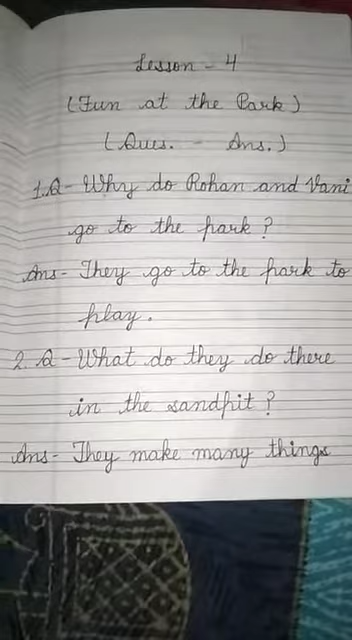 Lesson - 4
(Fun at the Park)
(Ques. - Ans.)
1.Q- Why do Rohan and Vani
go to the park?
Ans- They go to the park to
play.
2. Q - What do they do there
in the sandpit?
Ans- They make many things